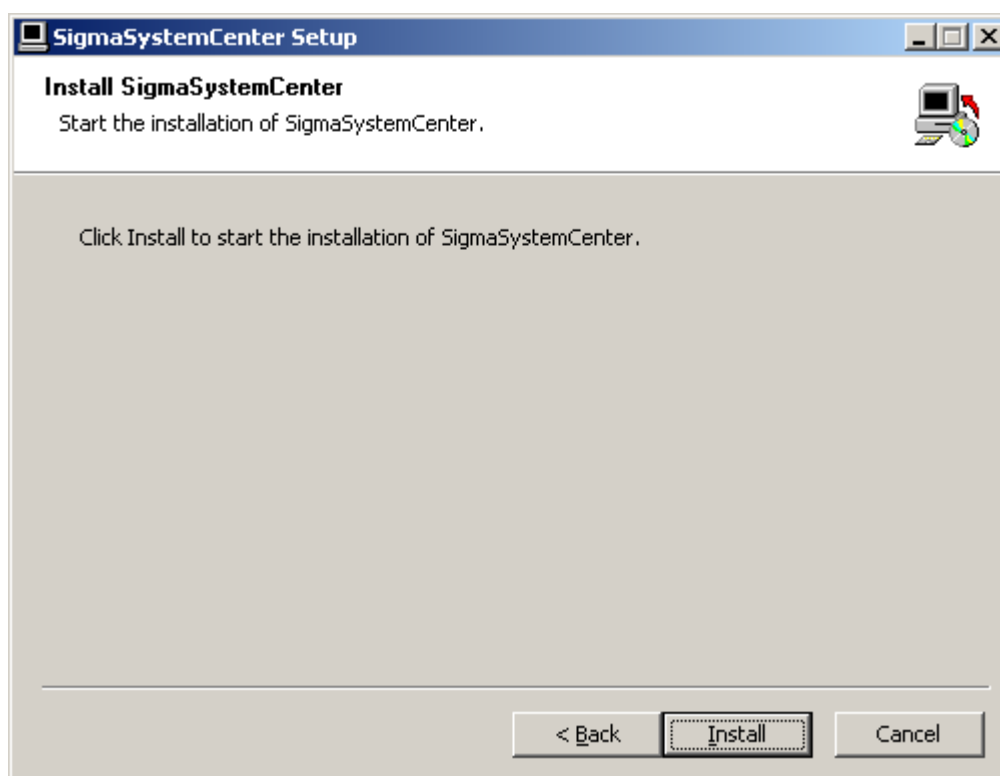 SigmaSystemCenter Setup
Install SigmaSystemCenter
Start the installation of SigmaSystemCenter.
Click Install to start the installation of SigmaSystemCenter.
< Back Install Cancel